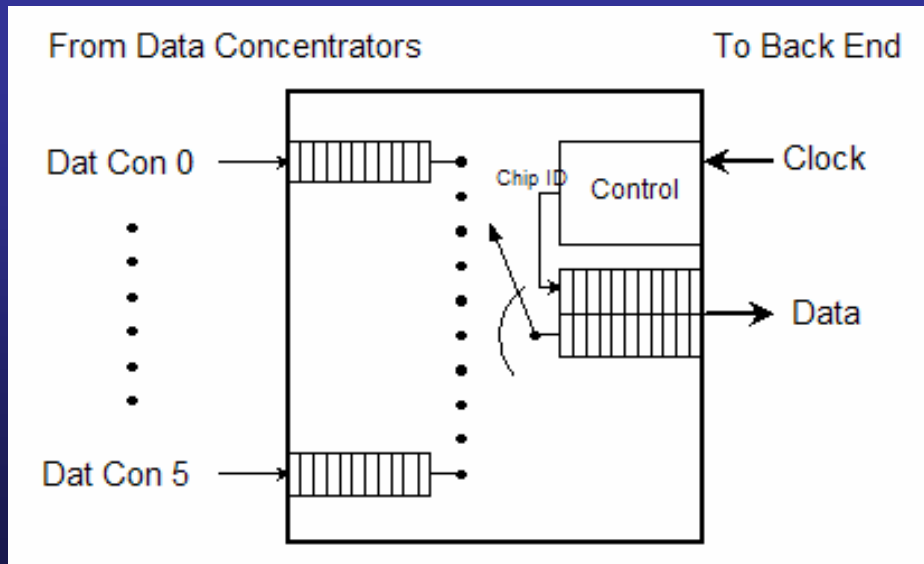 From Data Concentrators
To Back End
Dat Con 0
Clock
Chip ID
Control
Data
Dat Con 5